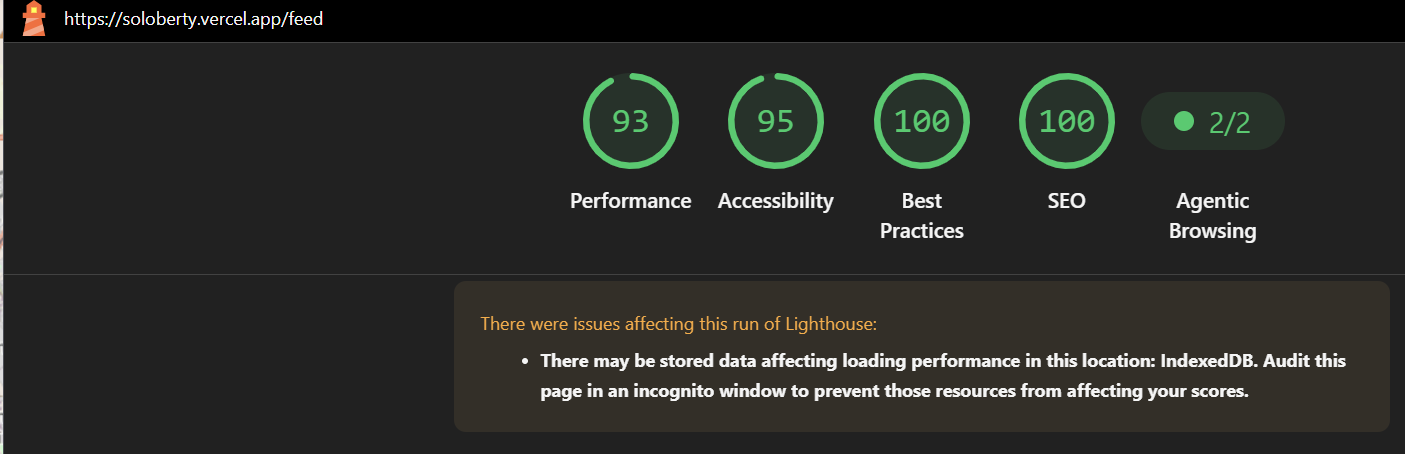 https://soloberty.vercel.app/feed
93
95
100
100
2/2
Performance
Accessibility
Best
Practices
SEO
Agentic
Browsing
There were issues affecting this run of Lighthouse:
• There may be stored data affecting loading performance in this location: IndexedDB. Audit this
page in an incognito window to prevent those resources from affecting your scores.